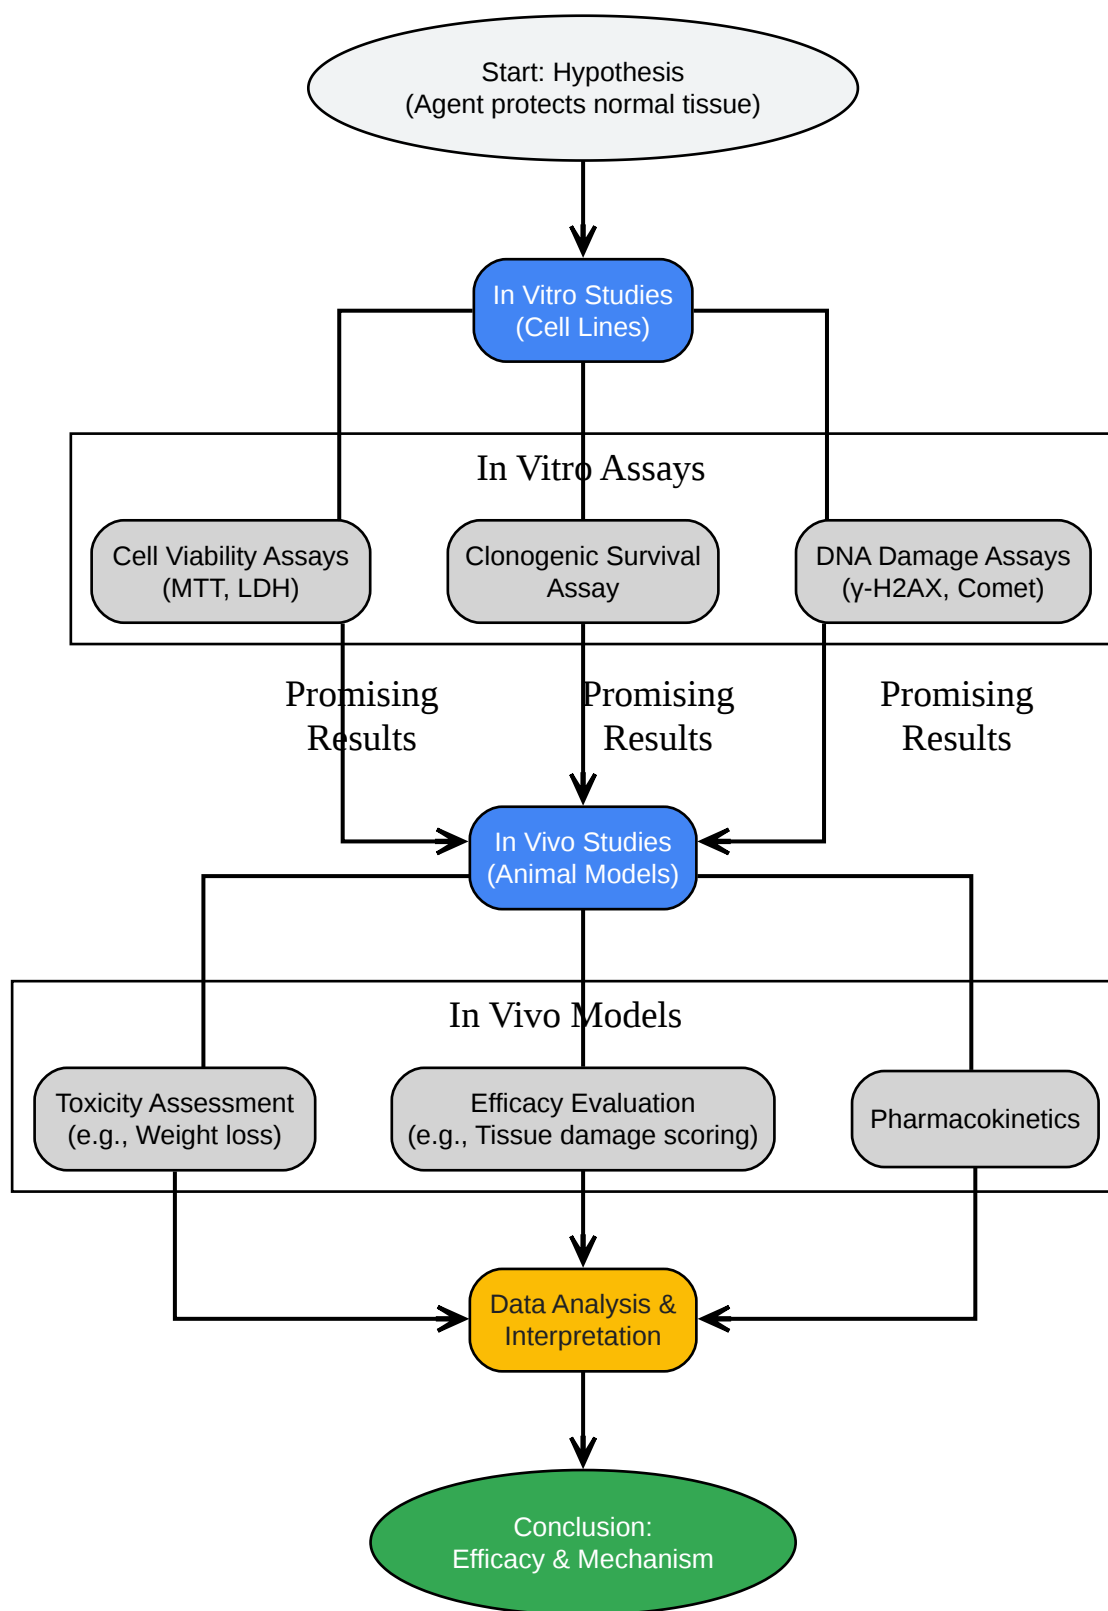 Start: Hypothesis
(Agent protects normal tissue)
In Vitro Studies
(Cell Lines)
In Vitro Assays
Cell Viability Assays
(MTT, LDH)
Clonogenic Survival
Assay
DNA Damage Assays
(γ-H2AX, Comet)
Promising
Results
Promising
Results
Promising
Results
In Vivo Studies
(Animal Models)
In Vivo Models
Toxicity Assessment
(e.g., Weight loss)
Efficacy Evaluation
(e.g., Tissue damage scoring)
Pharmacokinetics
Data Analysis &
Interpretation
Conclusion:
Efficacy & Mechanism